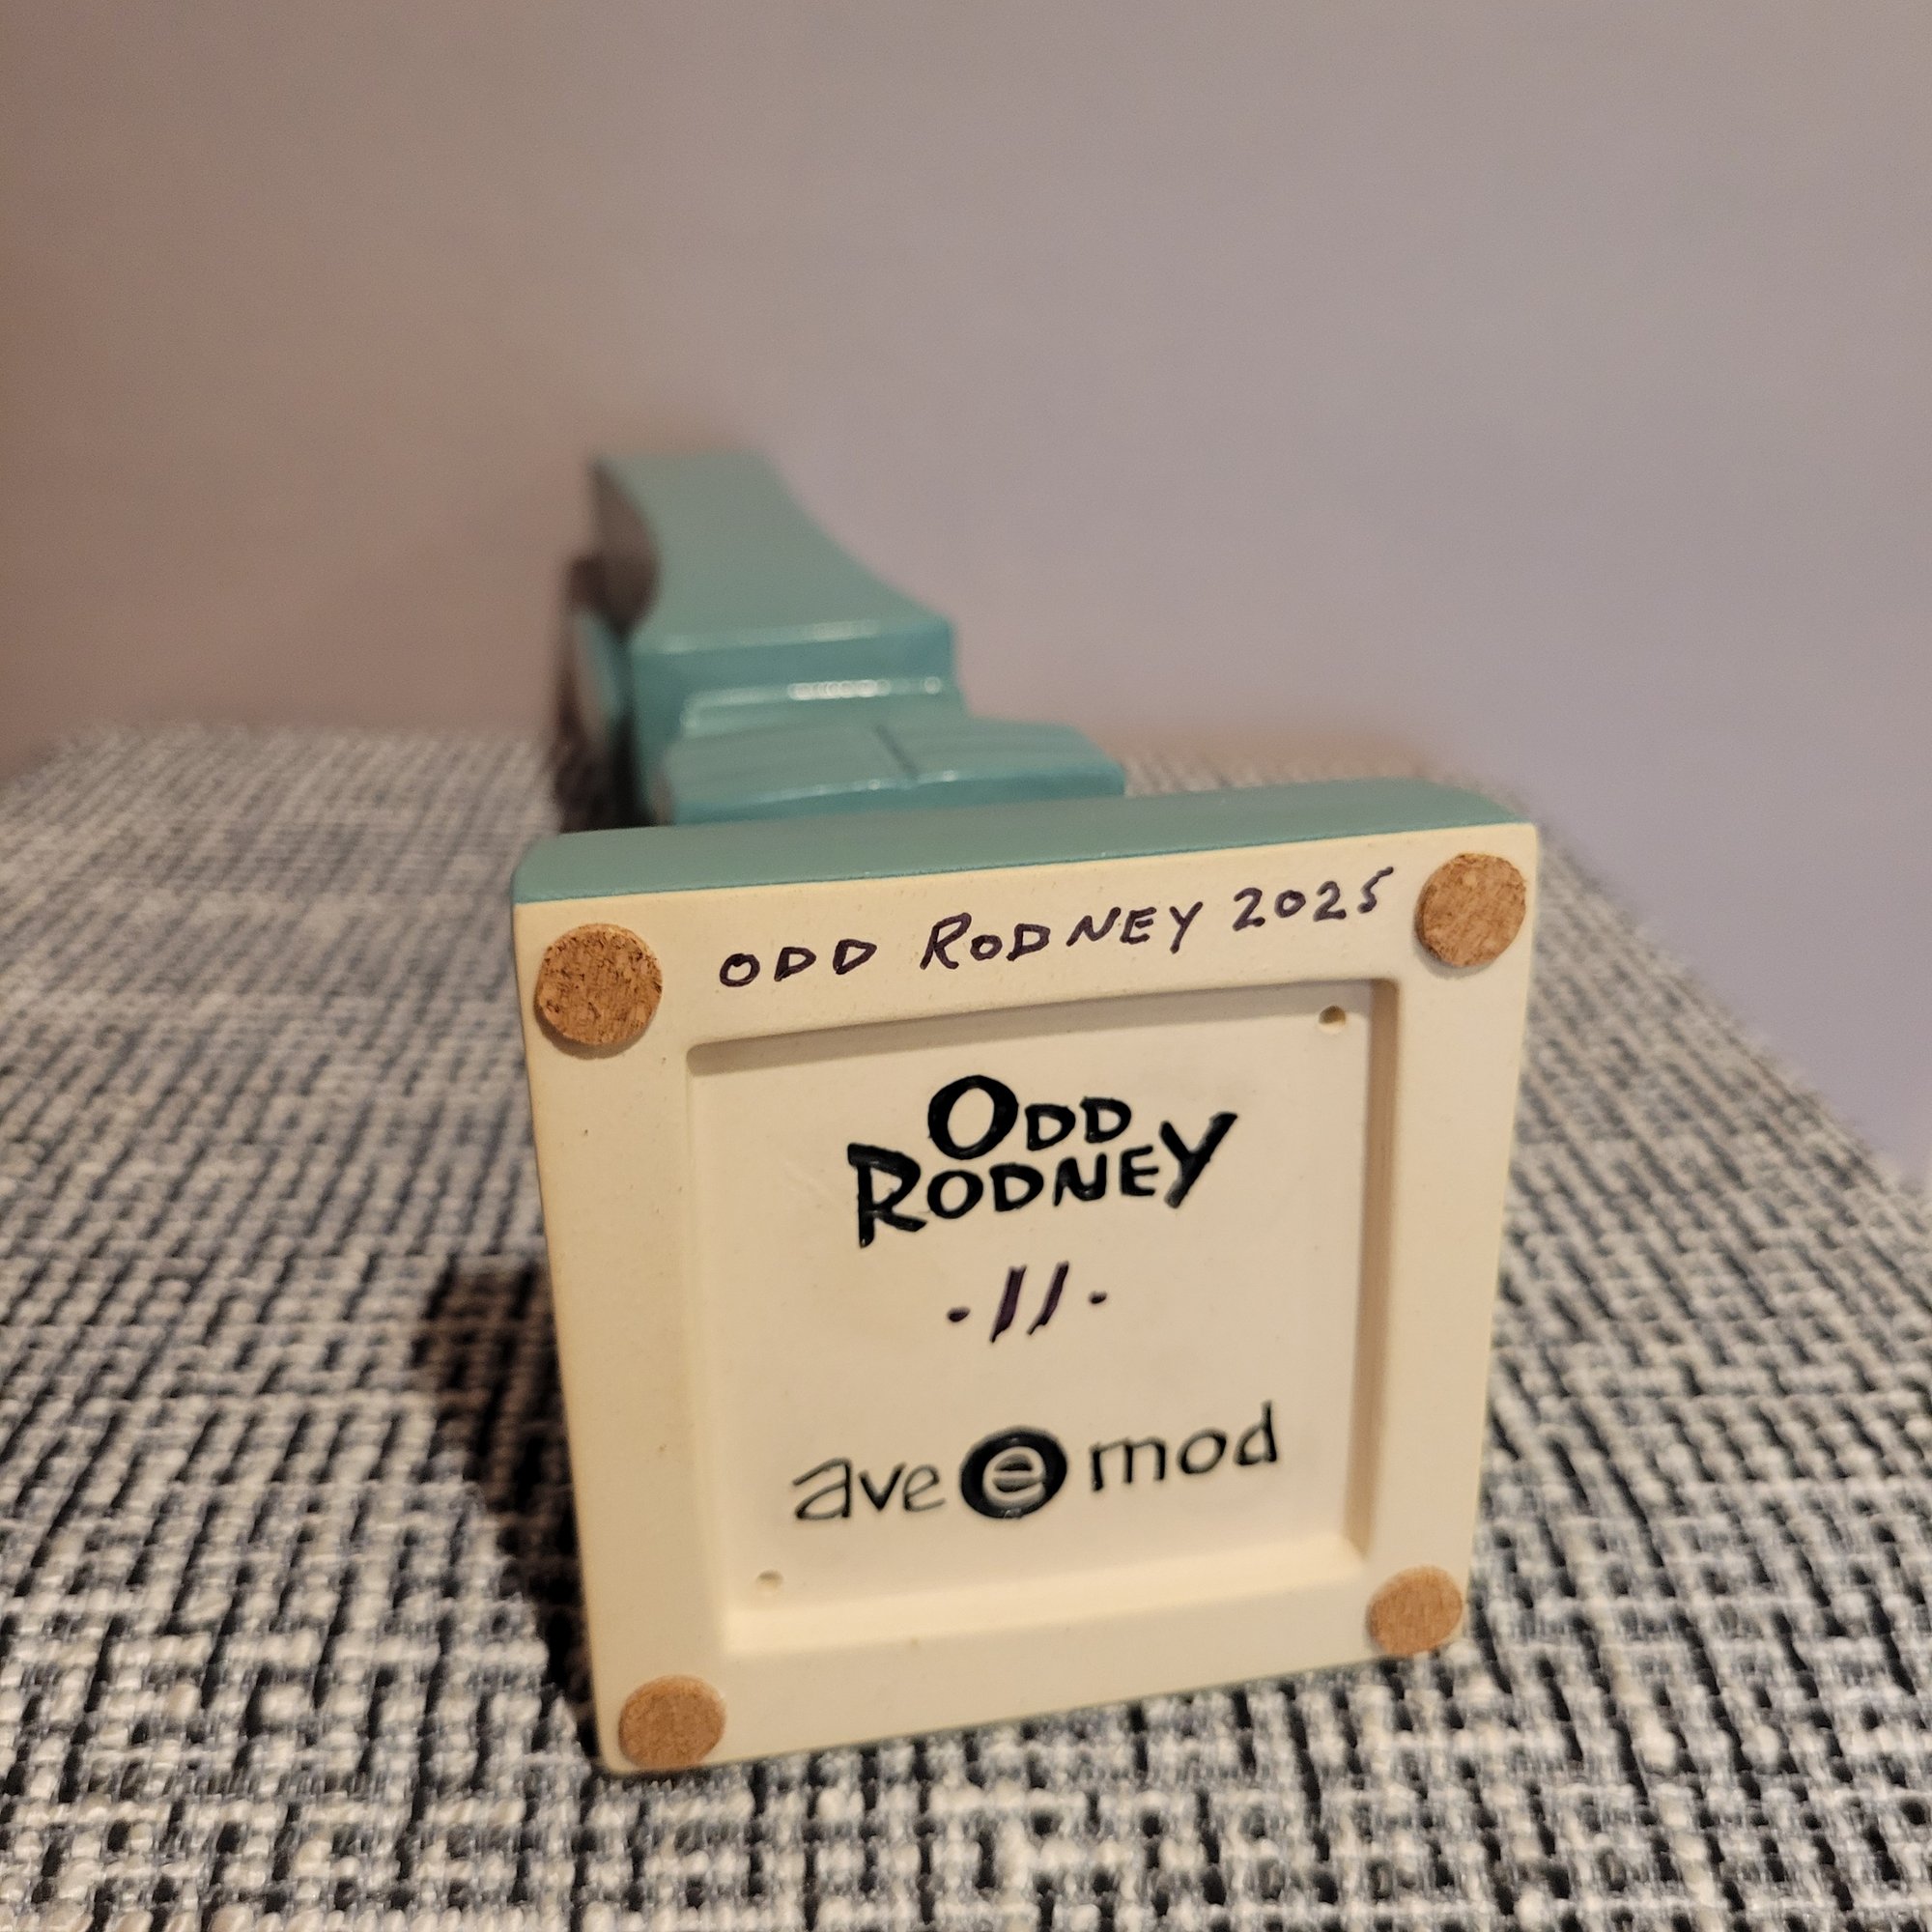 ODD RODNEY 2025
ODD
RODNEY
-11-
ave e mod